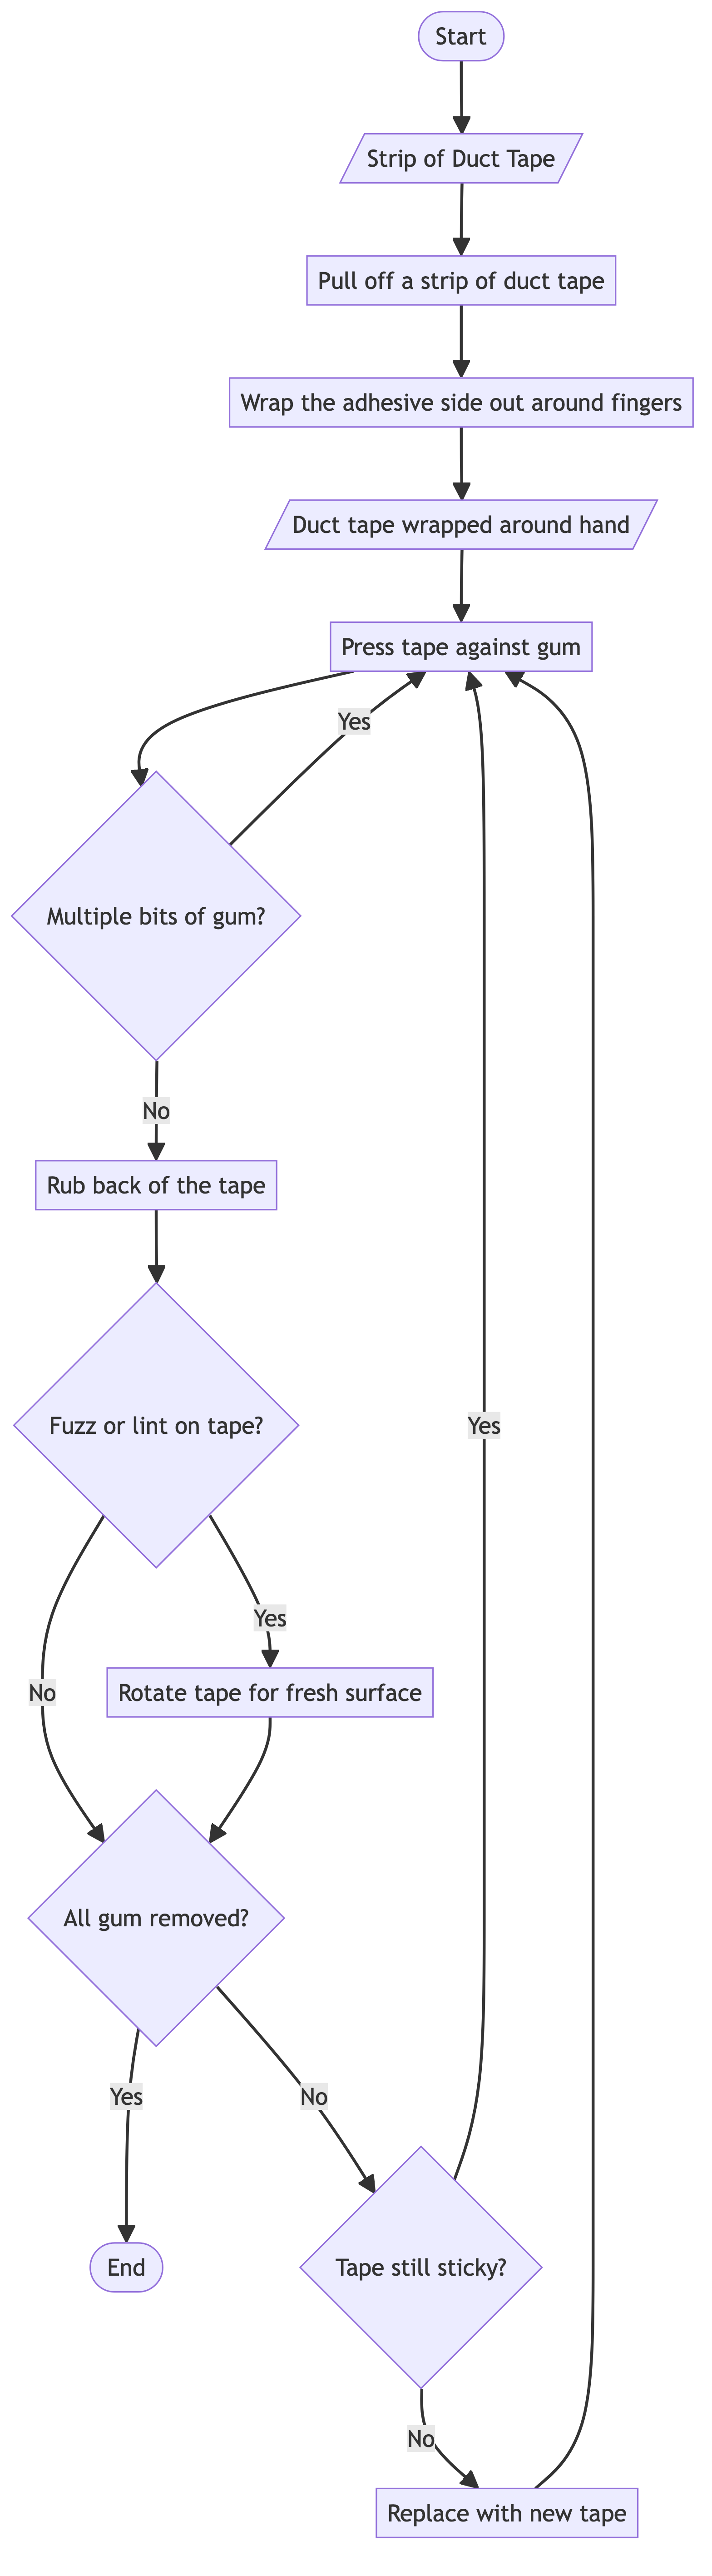 Start
Strip of Duct Tape
Pull off a strip of duct tape
Wrap the adhesive side out around fingers
Duct tape wrapped around hand
Press tape against gum
Yes
Multiple bits of gum?
No
Rub back of the tape
Fuzz or lint on tape?
Yes
Yes
No
Rotate tape for fresh surface
All gum removed?
Yes
No
End
Tape still sticky?
No
Replace with new tape